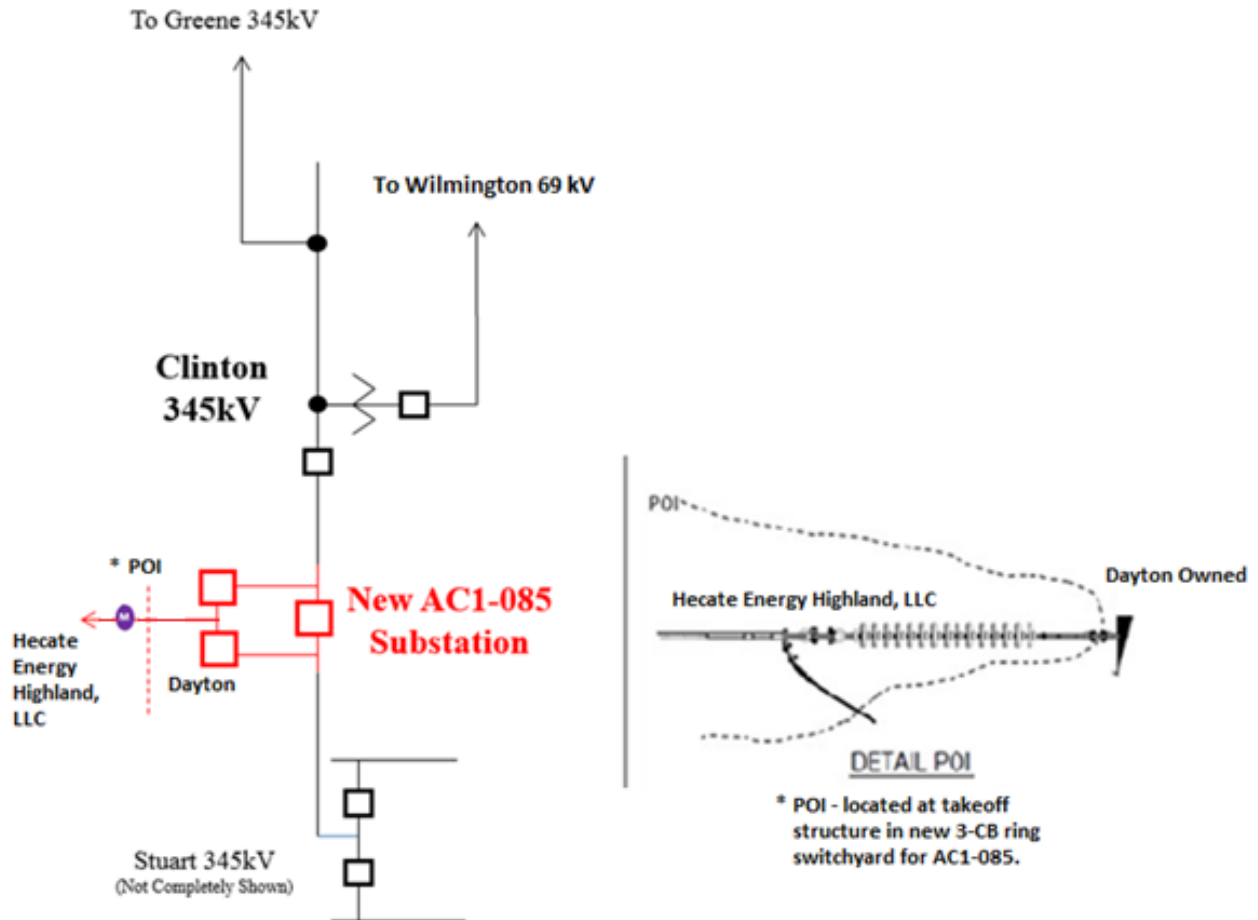 To Greene 345kV
To Wilmington 69 kV
Clinton
345kV
* POI
M
Hecate
Energy
Highland,
LLC
Dayton
New AC1-085
Substation
Stuart 345kV
(Not Completely Shown)
POI
Hecate Energy Highland, LLC
Dayton Owned
DETAIL POI
* POI - located at takeoff
structure in new 3-CB ring
switchyard for AC1-085.